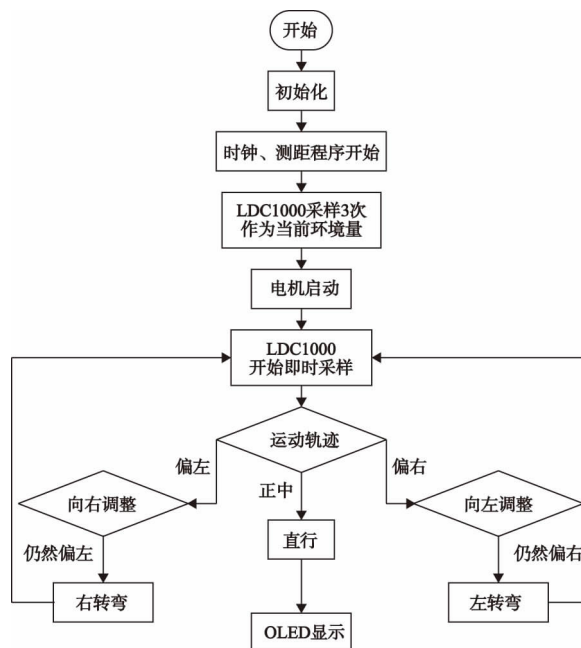 开始
初始化
时钟、测距程序开始
LDC1000采样3次
作为当前环境量
电机启动
LDC1000
开始即时采样
运动轨迹
偏左
正中
偏右
向右调整
向左调整
仍然偏左
直行
仍然偏右
右转弯
左转弯
OLED显示